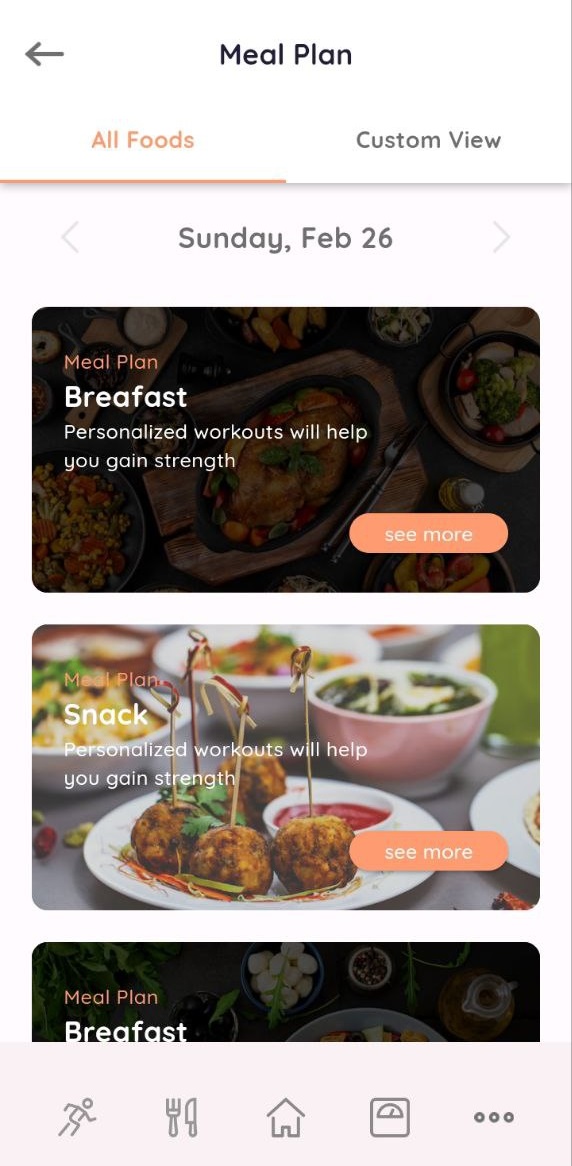 Meal Plan
All Foods
Custom View
Sunday, Feb 26
Meal Plan
Breafast
Personalized workouts will help
you gain strength
see more
Meal Plan
Snack
Personalized workouts will help
you gain strength
see more
Meal Plan
Breafast